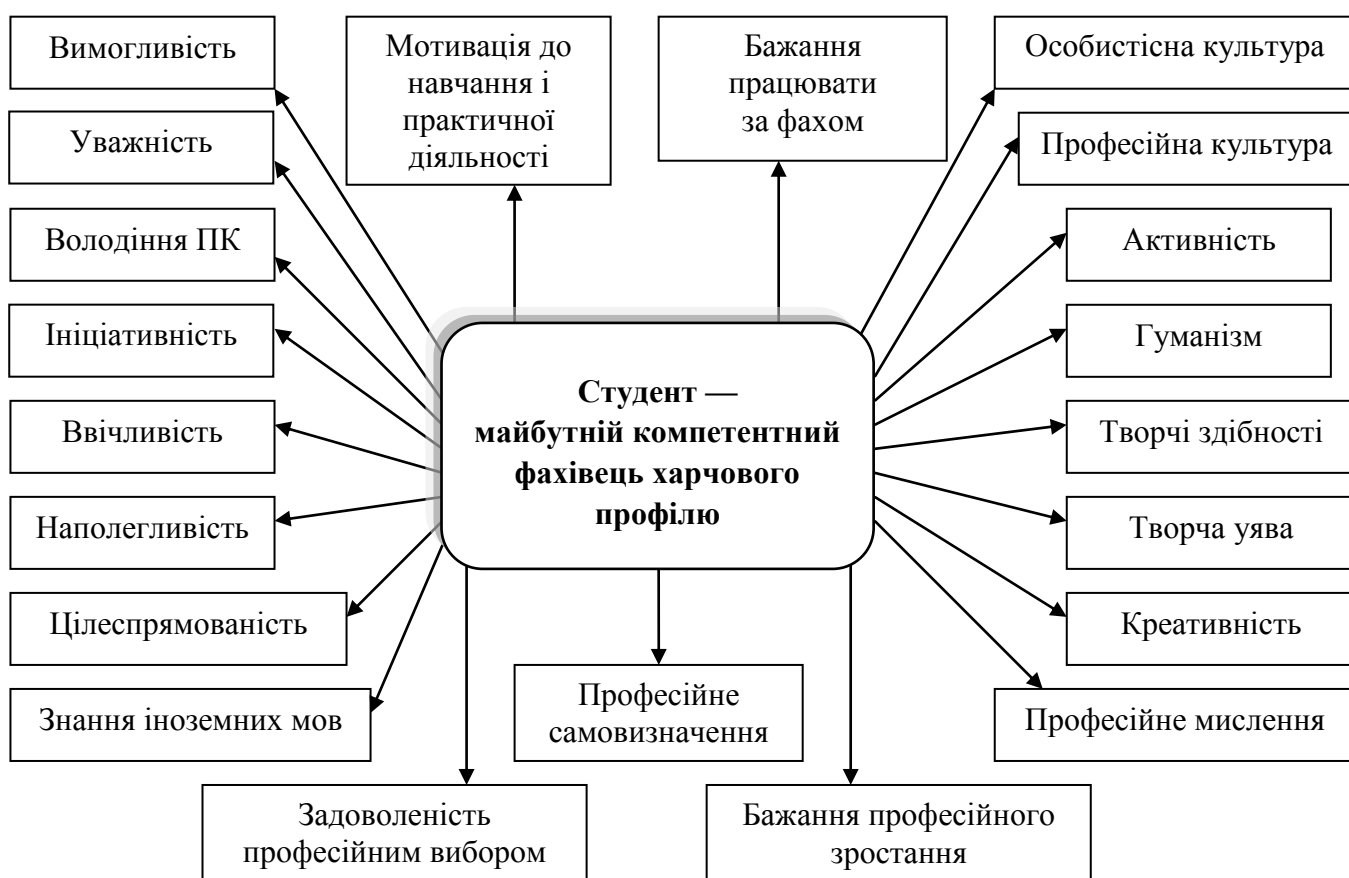 Вимогливість
Мотивація до
навчання і
практичної
діяльності
Бажання
працювати
за фахом
Особистісна культура
Уважність
Професійна культура
Володіння ПК
Активність
Ініціативність
Гуманізм
Студент —
майбутній компетентний
фахівець харчового
профілю
Ввічливість
Творчі здібності
Наполегливість
Творча уява
Цілеспрямованість
Креативність
Знання іноземних мов
Професійне
самовизначення
Професійне мислення
Задоволеність
професійним вибором
Бажання професійного
зростання